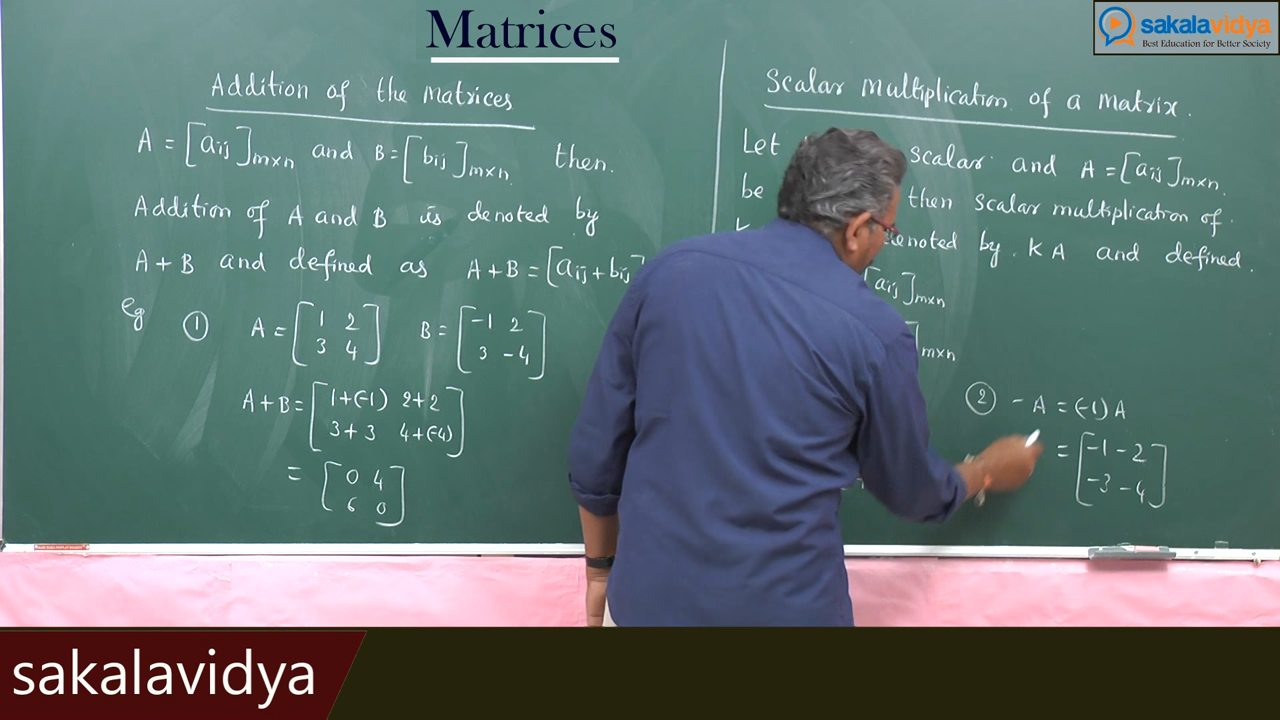 Matrices
sakalavidya
Best Education for Better Society
Addition of the Matrices
A = [aij]m×n and B = [bij]m×n. then.
Addition of A and B is denoted by
A + B and defined as A + B = [aij + bij]
eg ① A = [1 2 B = [-1 2
3 4] 3 -4]
A + B = [1+(-1) 2+2
3+3 4+(-4)]
= [0 4
6 0]
Scalar multiplication of a matrix.
Let scalar and A = [aij]m×n.
be then scalar multiplication of.
denoted by. KA and defined.
[aij]m×n
]m×n
② -A = (-1)A
= [-1 -2
-3 -4]
sakalavidya